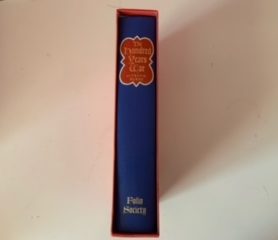 The
Hundred
Years
War
Folio
Society